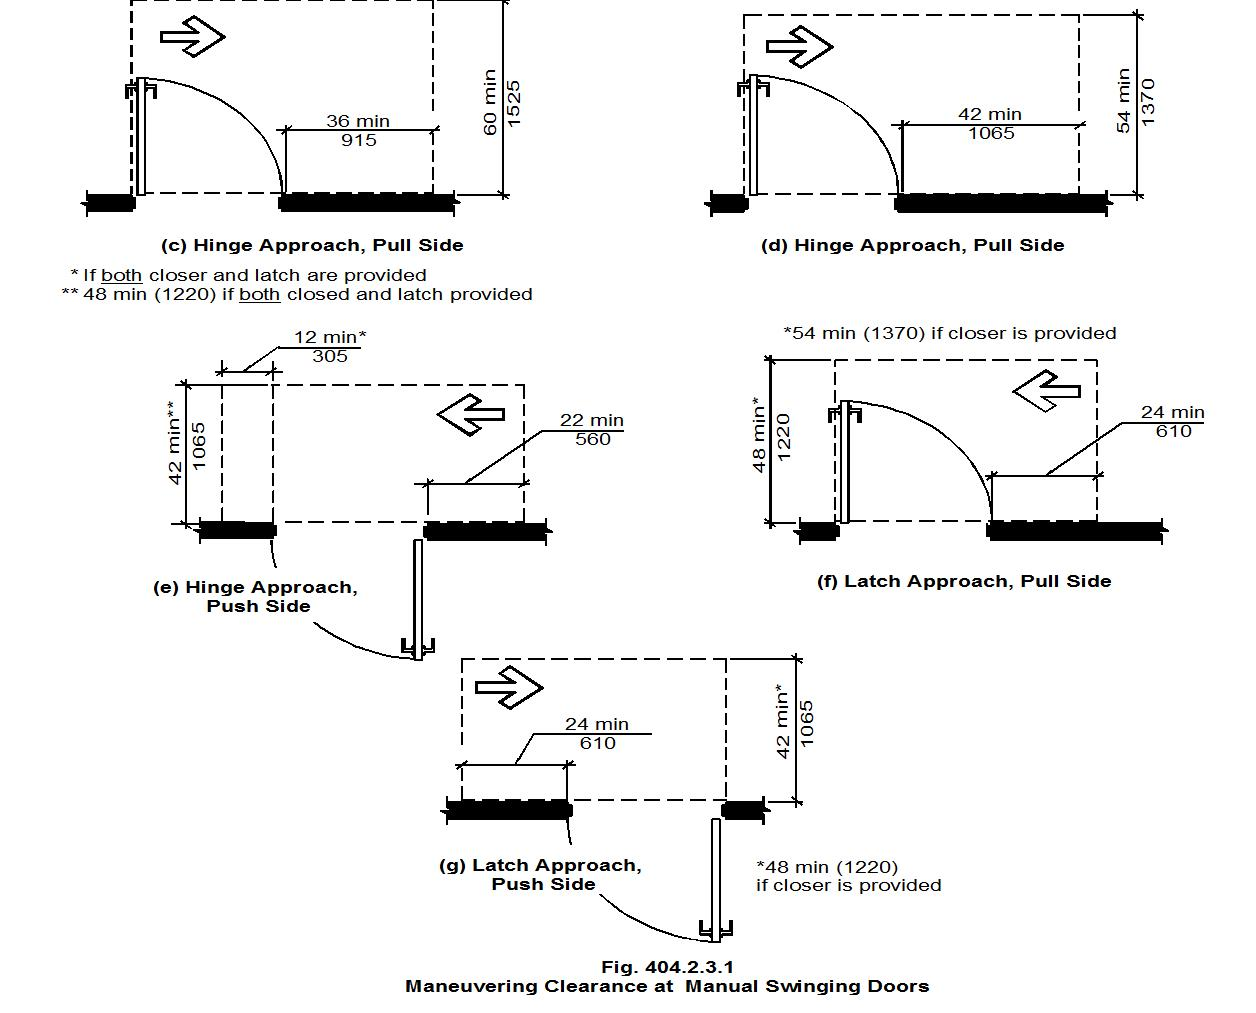 36 min
915
60 min
1525
(c) Hinge Approach, Pull Side
42 min
1065
54 min
1370
(d) Hinge Approach, Pull Side
* If both closer and latch are provided
** 48 min (1220) if both closed and latch provided
12 min*
305
42 min**
1065
22 min
560
(e) Hinge Approach,
Push Side
*54 min (1370) if closer is provided
48 min*
1220
24 min
610
(f) Latch Approach, Pull Side
24 min
610
42 min*
1065
(g) Latch Approach,
Push Side
*48 min (1220)
if closer is provided
Fig. 404.2.3.1
Maneuvering Clearance at Manual Swinging Doors